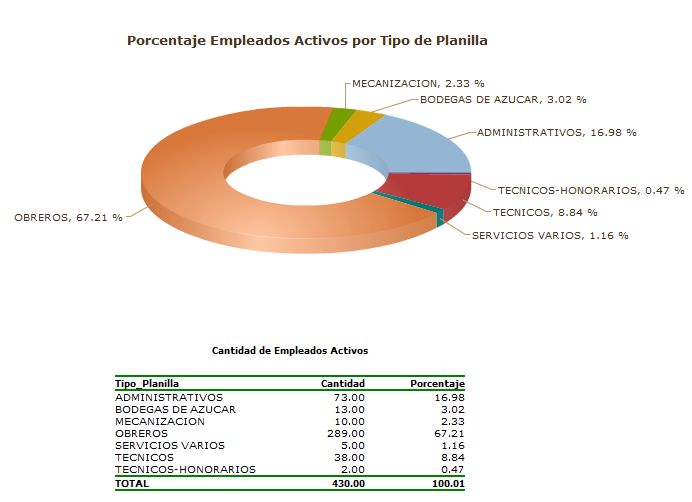 Porcentaje Empleados Activos por Tipo de Planilla
MECANIZACION, 2.33 %
BODEGAS DE AZUCAR, 3.02 %
ADMINISTRATIVOS, 16.98 %
TECNICOS-HONORARIOS, 0.47 %
TECNICOS, 8.84 %
OBREROS, 67.21 %
SERVICIOS VARIOS, 1.16 %
Cantidad de Empleados Activos
Tipo_Planilla Cantidad Porcentaje
ADMINISTRATIVOS 73.00 16.98
BODEGAS DE AZUCAR 13.00 3.02
MECANIZACION 10.00 2.33
OBREROS 289.00 67.21
SERVICIOS VARIOS 5.00 1.16
TECNICOS 38.00 8.84
TECNICOS-HONORARIOS 2.00 0.47
TOTAL 430.00 100.01